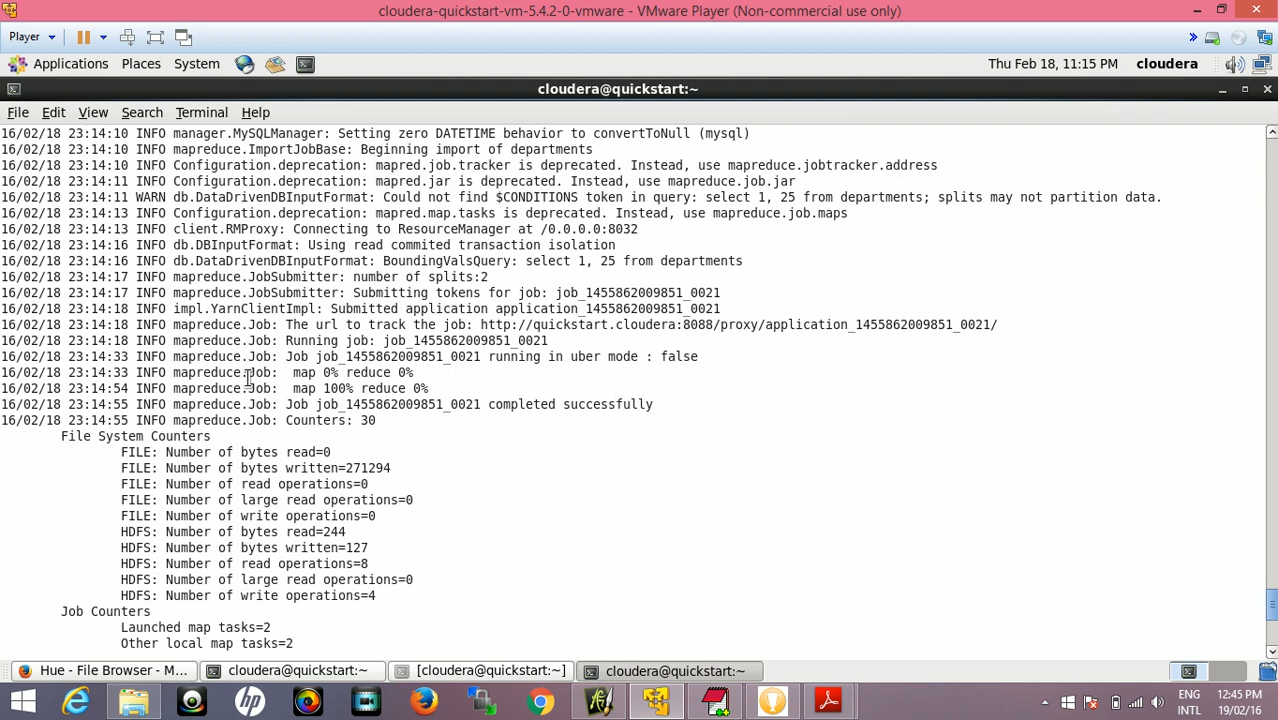 cloudera-quickstart-vm-5.4.2-0-vmware - VMware Player (Non-commercial use only)
Player
Applications Places System Thu Feb 18, 11:15 PM cloudera
cloudera@quickstart:~
File Edit View Search Terminal Help
16/02/18 23:14:10 INFO manager.MySQLManager: Setting zero DATETIME behavior to convertToNull (mysql)
16/02/18 23:14:10 INFO mapreduce.ImportJobBase: Beginning import of departments
16/02/18 23:14:10 INFO Configuration.deprecation: mapred.job.tracker is deprecated. Instead, use mapreduce.jobtracker.address
16/02/18 23:14:11 INFO Configuration.deprecation: mapred.jar is deprecated. Instead, use mapreduce.job.jar
16/02/18 23:14:11 WARN db.DataDrivenDBInputFormat: Could not find $CONDITIONS token in query: select 1, 25 from departments; splits may not partition data.
16/02/18 23:14:13 INFO Configuration.deprecation: mapred.map.tasks is deprecated. Instead, use mapreduce.job.maps
16/02/18 23:14:13 INFO client.RMProxy: Connecting to ResourceManager at /0.0.0.0:8032
16/02/18 23:14:16 INFO db.DBInputFormat: Using read commited transaction isolation
16/02/18 23:14:16 INFO db.DataDrivenDBInputFormat: BoundingValsQuery: select 1, 25 from departments
16/02/18 23:14:17 INFO mapreduce.JobSubmitter: number of splits:2
16/02/18 23:14:17 INFO mapreduce.JobSubmitter: Submitting tokens for job: job_1455862009851_0021
16/02/18 23:14:18 INFO impl.YarnClientImpl: Submitted application application_1455862009851_0021
16/02/18 23:14:18 INFO mapreduce.Job: The url to track the job: http://quickstart.cloudera:8088/proxy/application_1455862009851_0021/
16/02/18 23:14:18 INFO mapreduce.Job: Running job: job_1455862009851_0021
16/02/18 23:14:33 INFO mapreduce.Job: Job job_1455862009851_0021 running in uber mode : false
16/02/18 23:14:33 INFO mapreduce.Job:  map 0% reduce 0%
16/02/18 23:14:54 INFO mapreduce.Job:  map 100% reduce 0%
16/02/18 23:14:55 INFO mapreduce.Job: Job job_1455862009851_0021 completed successfully
16/02/18 23:14:55 INFO mapreduce.Job: Counters: 30
File System Counters
FILE: Number of bytes read=0
FILE: Number of bytes written=271294
FILE: Number of read operations=0
FILE: Number of large read operations=0
FILE: Number of write operations=0
HDFS: Number of bytes read=244
HDFS: Number of bytes written=127
HDFS: Number of read operations=8
HDFS: Number of large read operations=0
HDFS: Number of write operations=4
Job Counters
Launched map tasks=2
Other local map tasks=2
Hue - File Browser - M... cloudera@quickstart:~ [cloudera@quickstart:~] cloudera@quickstart:~
ENG 12:45 PM
INTL 19/02/16